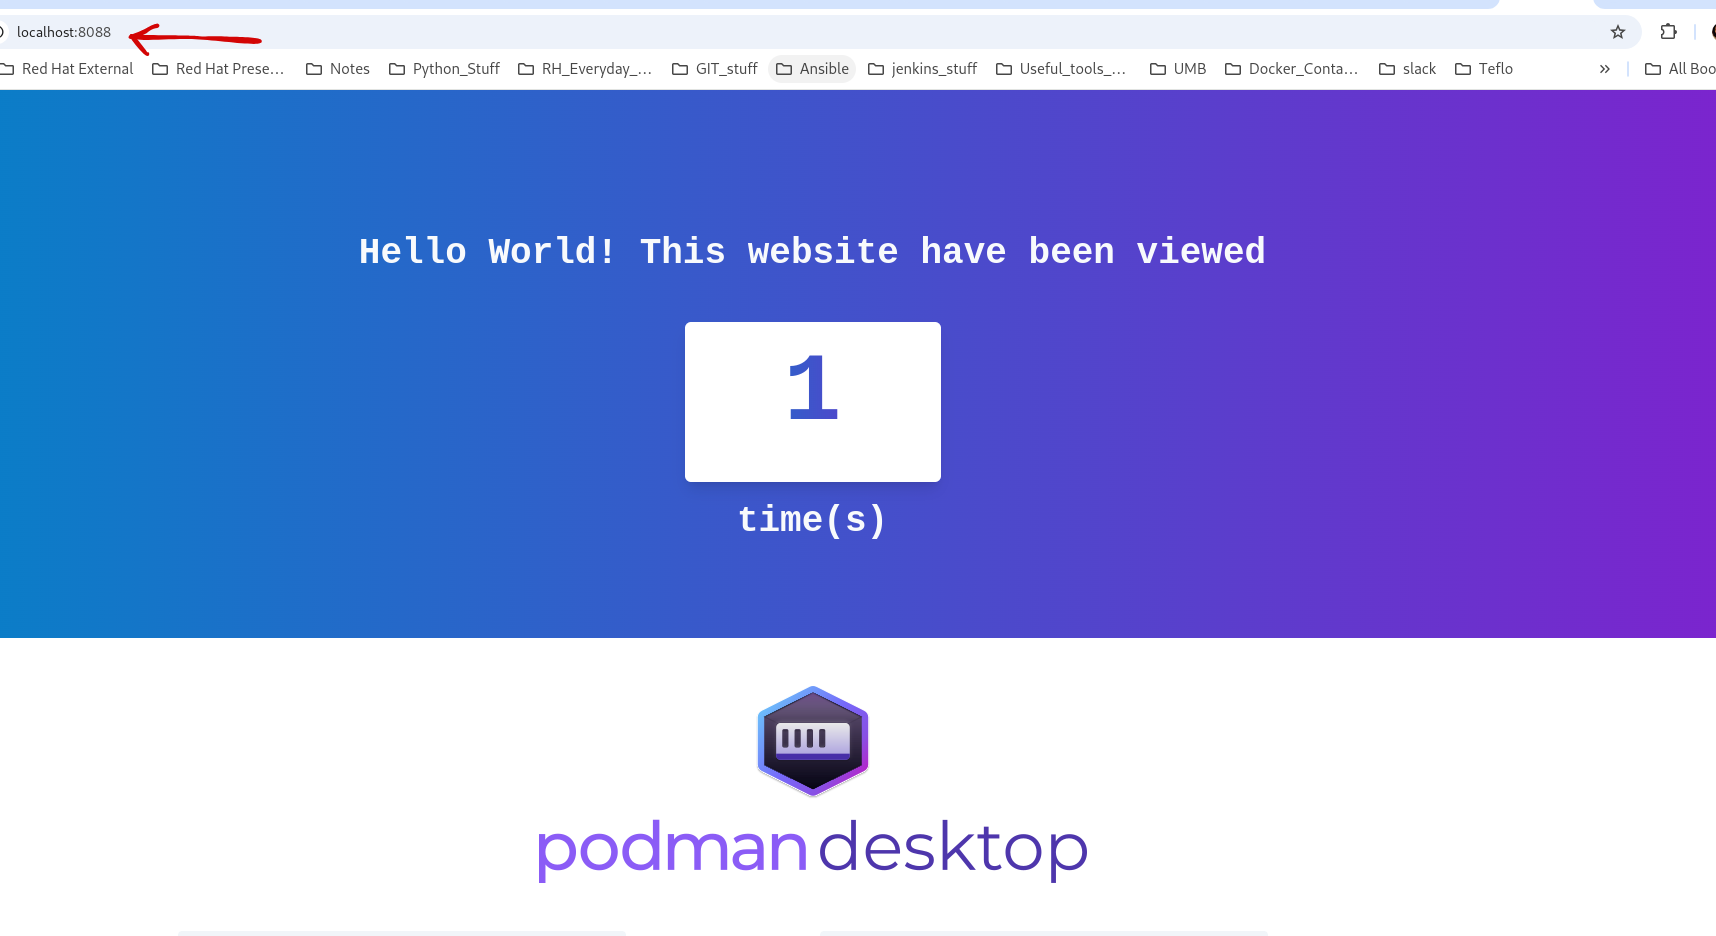 localhost:8088
Red Hat External Red Hat Prese... Notes Python_Stuff RH_Everyday_... GIT_stuff Ansible jenkins_stuff Useful_tools_... UMB Docker_Conta... slack Teflo » All Boo
Hello World! This website have been viewed
1
time(s)
podman desktop